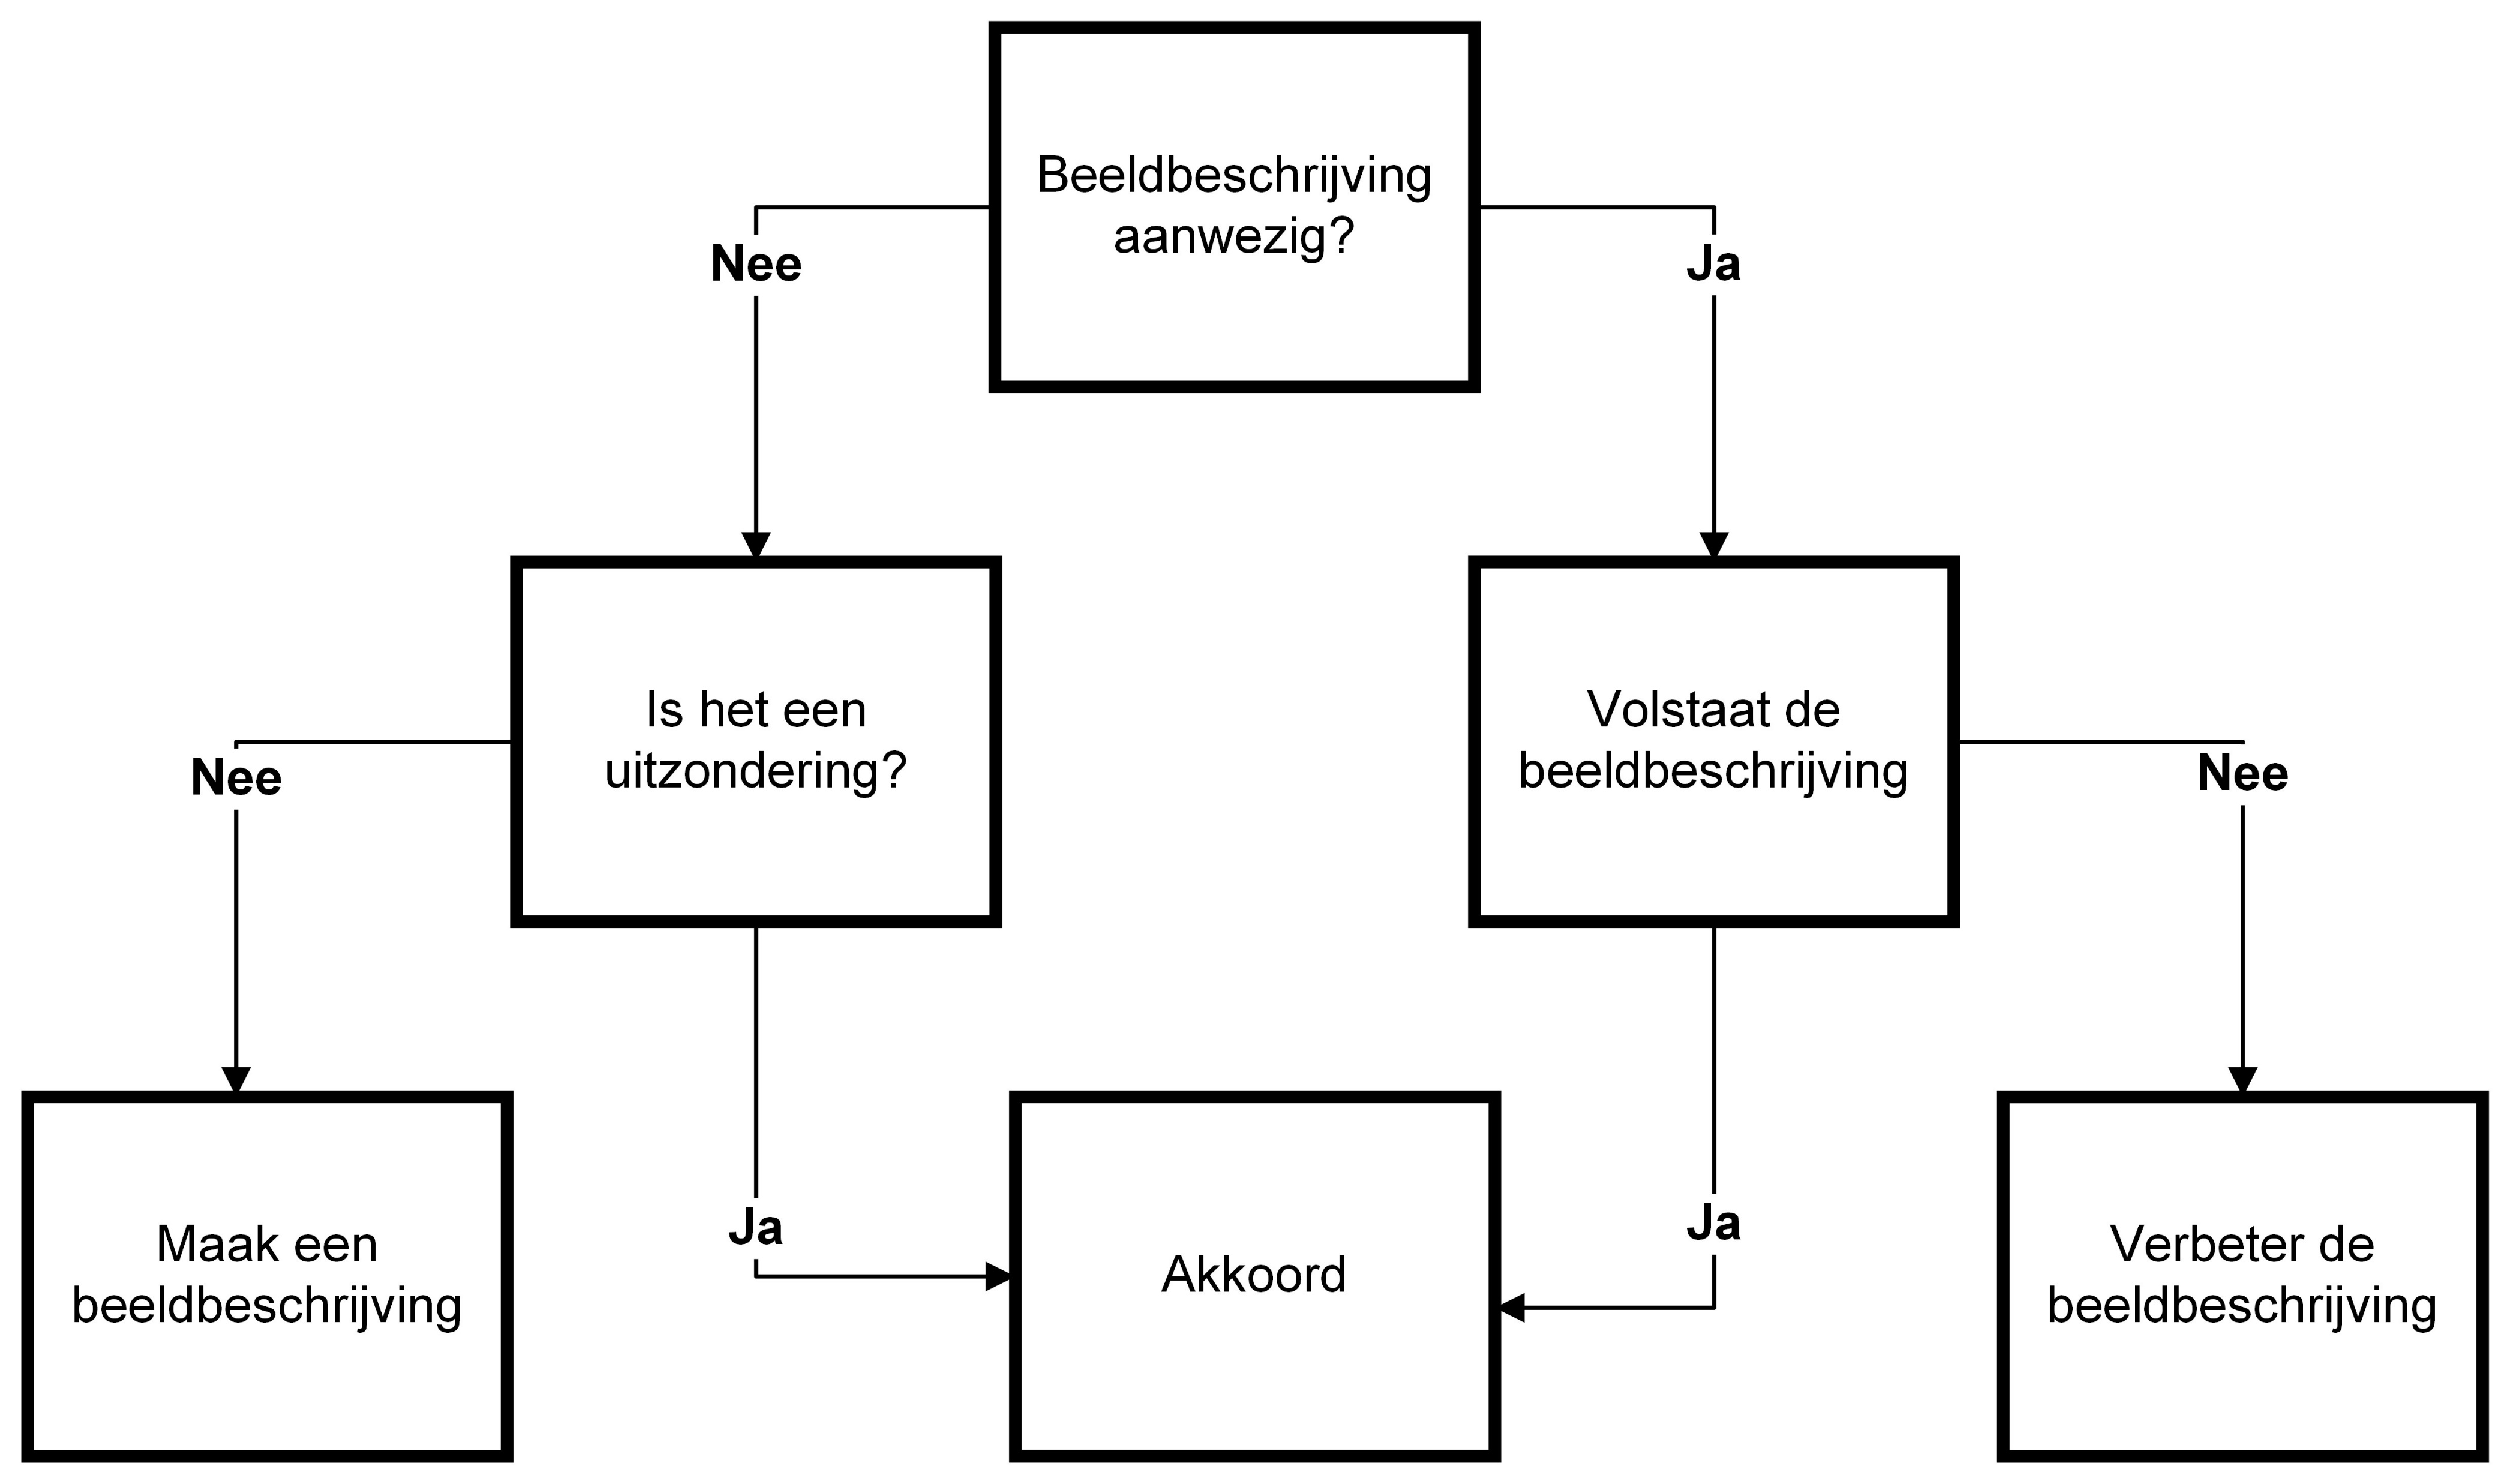 Beeldbeschrijving
aanwezig?
Nee
Ja
Is het een
uitzondering?
Volstaat de
beeldbeschrijving
Nee
Nee
Maak een
beeldbeschrijving
Ja
Akkoord
Ja
Verbeter de
beeldbeschrijving